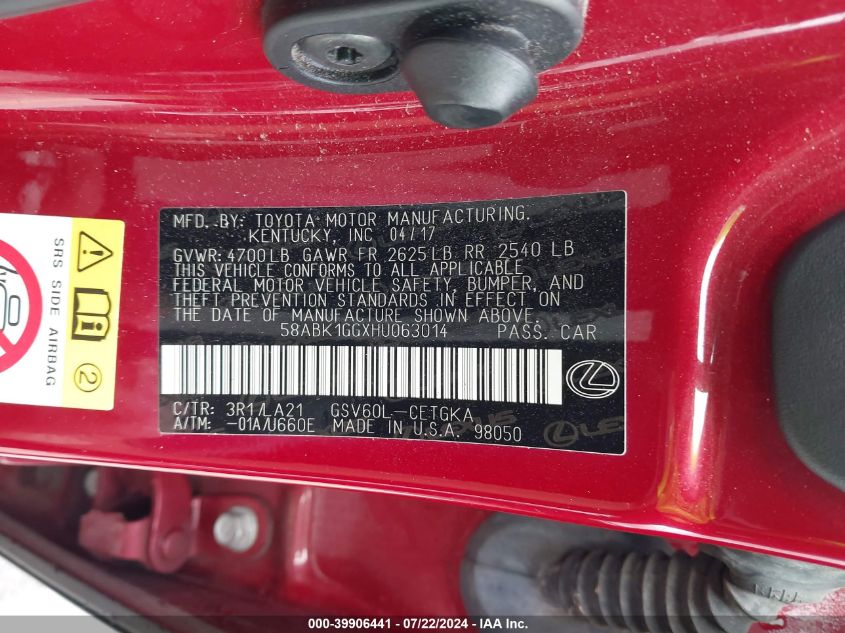 MFD. BY: TOYOTA MOTOR MANUFACTURING.
KENTUCKY, INC 04/17
GVWR: 4700LB GAWR FR 2625LB RR 2540 LB
THIS VEHICLE CONFORMS TO ALL APPLICABLE
FEDERAL MOTOR VEHICLE SAFETY, BUMPER, AND
THEFT PREVENTION STANDARDS IN EFFECT ON
THE DATE OF MANUFACTURE SHOWN ABOVE.
58ABK1GGXHU063014 PASS. CAR
C/TR: 3R1/LA21 GSV60L-CETGKA
A/TM: -01A/U660E MADE IN U.S.A. 98050
SRS SIDE AIRBAG
2
000-39906441 - 07/22/2024 - IAAI.com